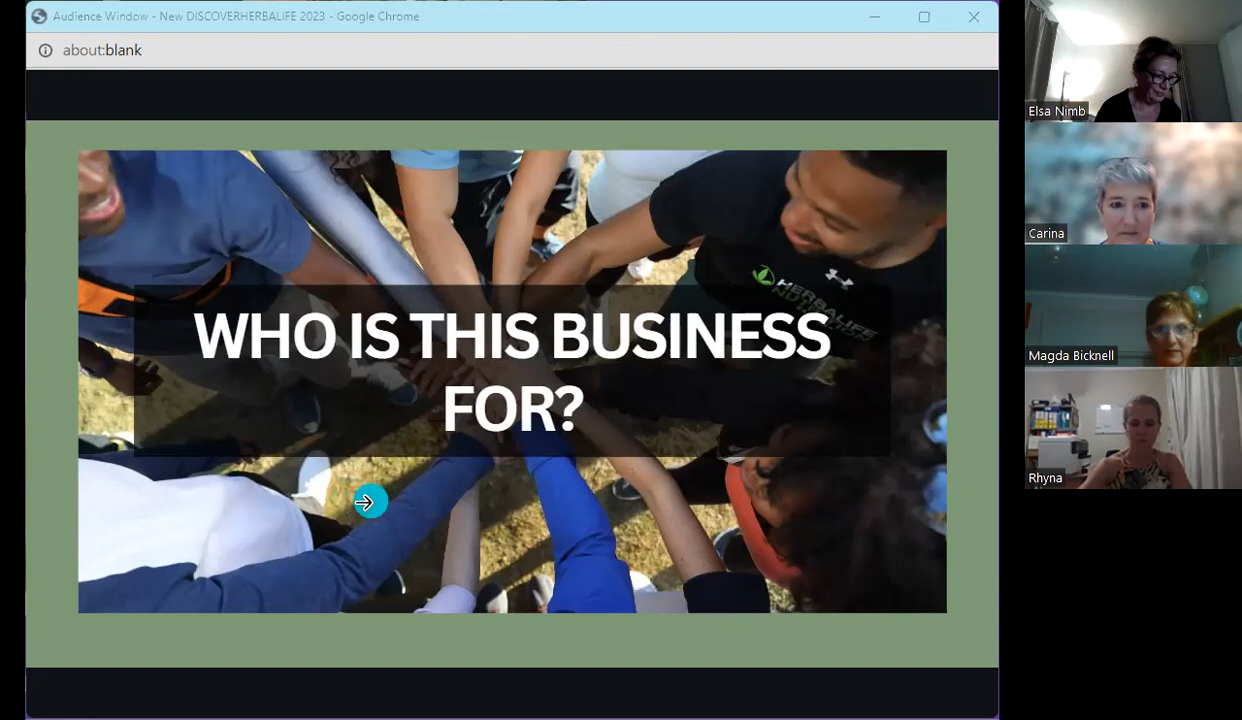 Audience Window - New DISCOVERHERBALIFE 2023 - Google Chrome
about:blank
HERBALIFE
NUTRITION
WHO IS THIS BUSINESS
FOR?
Elsa Nimb
Carina
Magda Bicknell
Rhyna